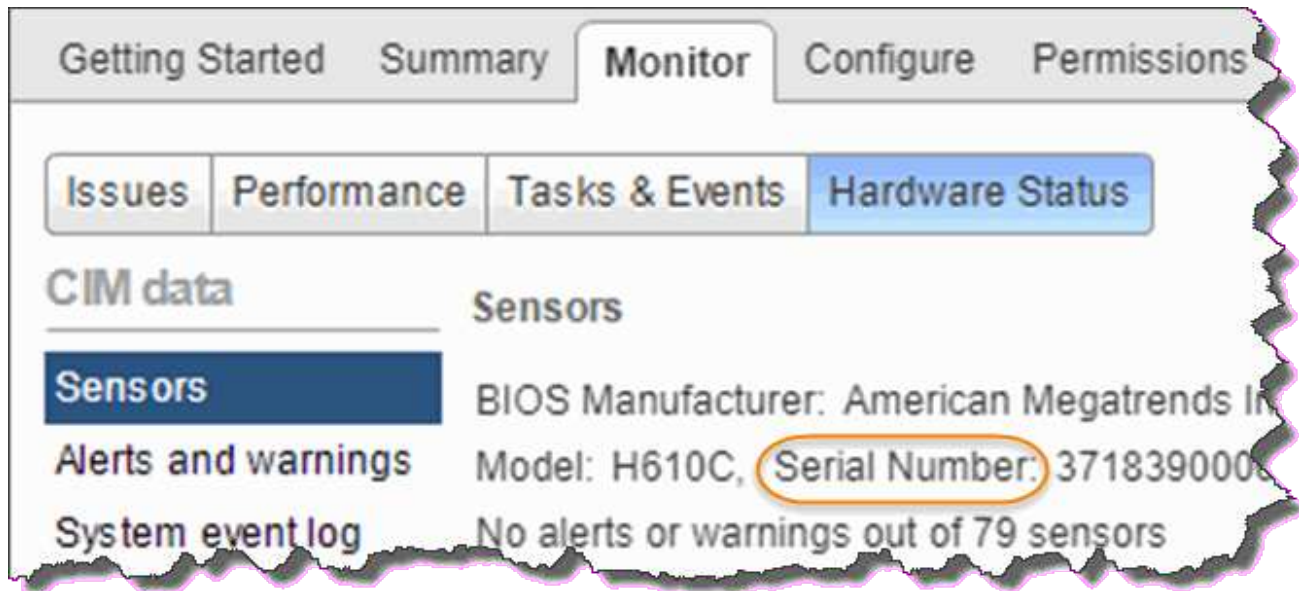 Getting Started Summary Monitor Configure Permissions
Issues Performance Tasks & Events Hardware Status
CIM data
Sensors
Sensors
BIOS Manufacturer: American Megatrends
Alerts and warnings
Model: H610C, Serial Number:
System event log
No alerts or warnings out of 79 sensors